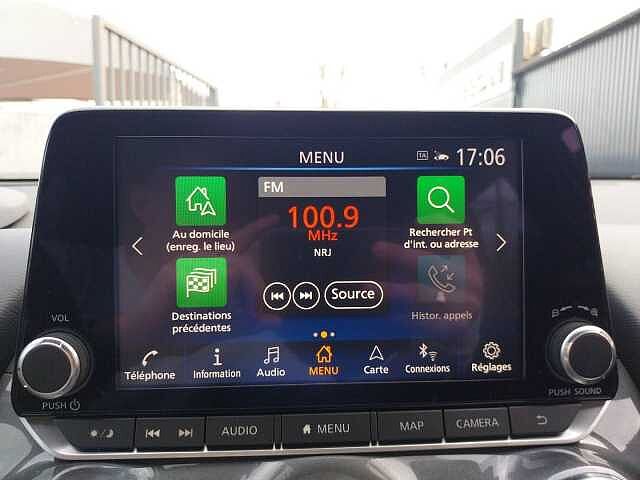 MENU
TA
17:06
FM
100.9
MHz
NRJ
Au domicile
(enreg. le lieu)
Rechercher Pt
d'int. ou adresse
Destinations
précédentes
Source
Histor. appels
Téléphone
Information
Audio
MENU
Carte
Connexions
Réglages
VOL
PUSH
PUSH SOUND
AUDIO
MENU
MAP
CAMERA